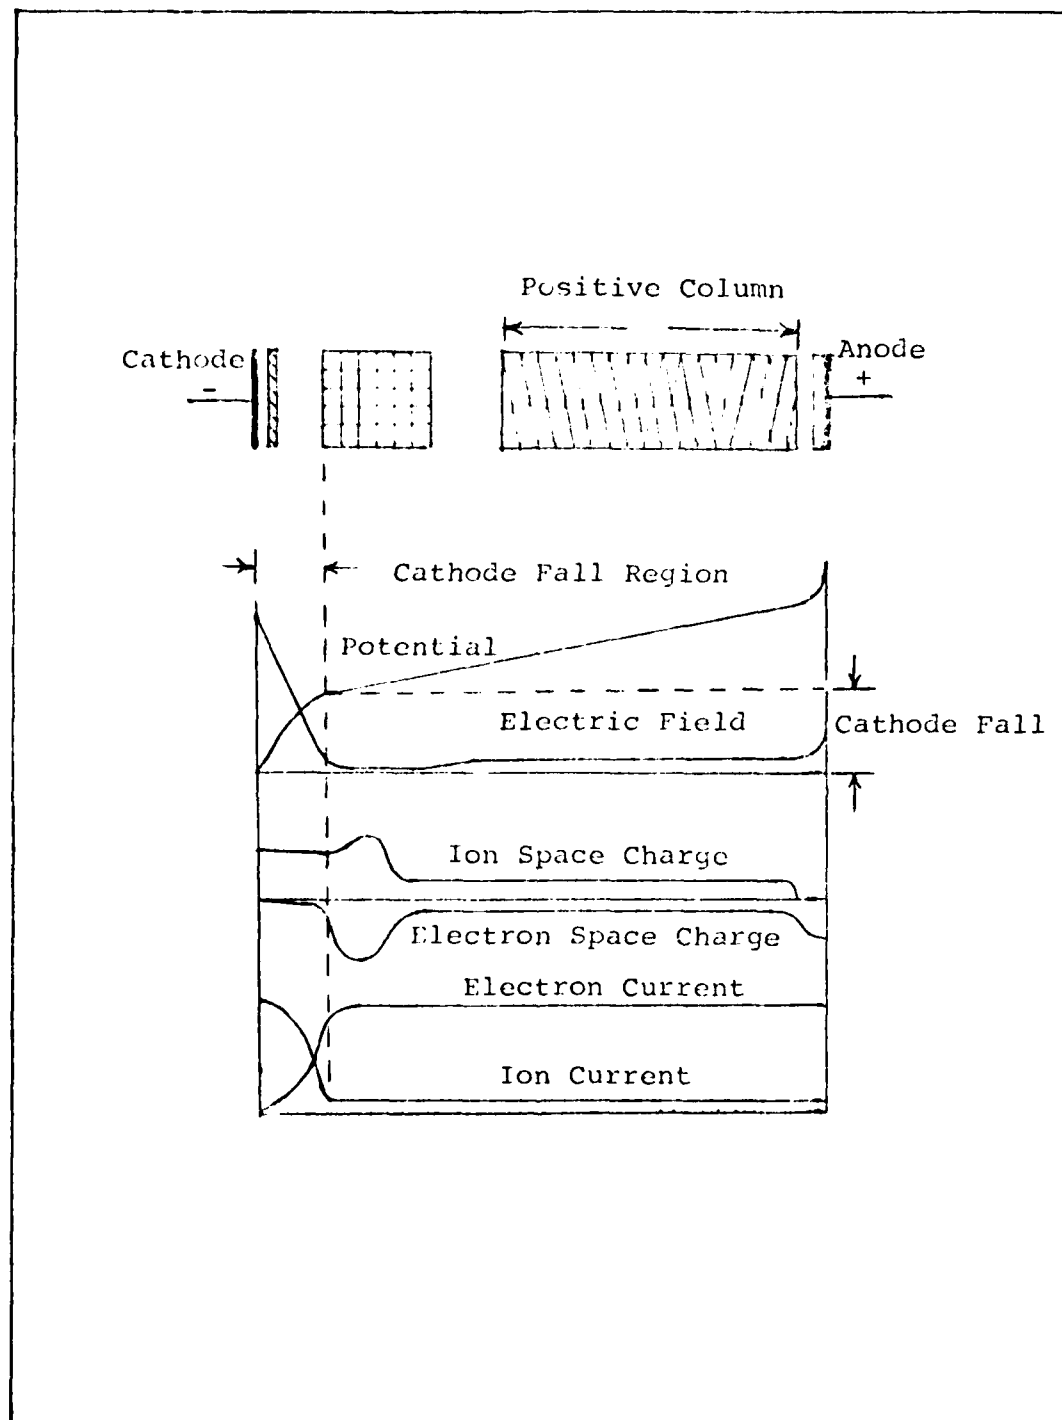 Positive Column
Cathode
-
Anode
+
Cathode Fall Region
Potential
Electric Field
Cathode Fall
Ion Space Charge
Electron Space Charge
Electron Current
Ion Current